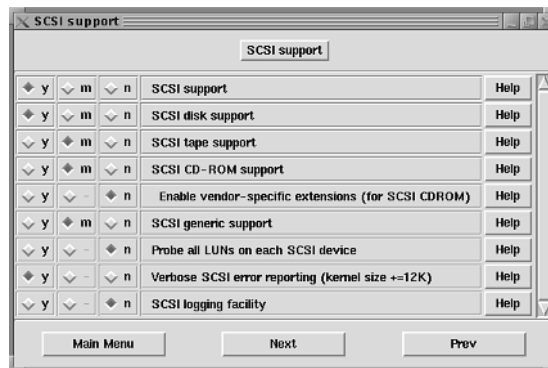 SCSI support
SCSI support
y m n SCSI support Help
y m n SCSI disk support Help
y m n SCSI tape support Help
y m n SCSI CD-ROM support Help
y - n Enable vendor-specific extensions (for SCSI CDROM) Help
y m n SCSI generic support Help
y - n Probe all LUNs on each SCSI device Help
y - n Verbose SCSI error reporting (kernel size +=12K) Help
y - n SCSI logging facility Help
Main Menu Next Prev